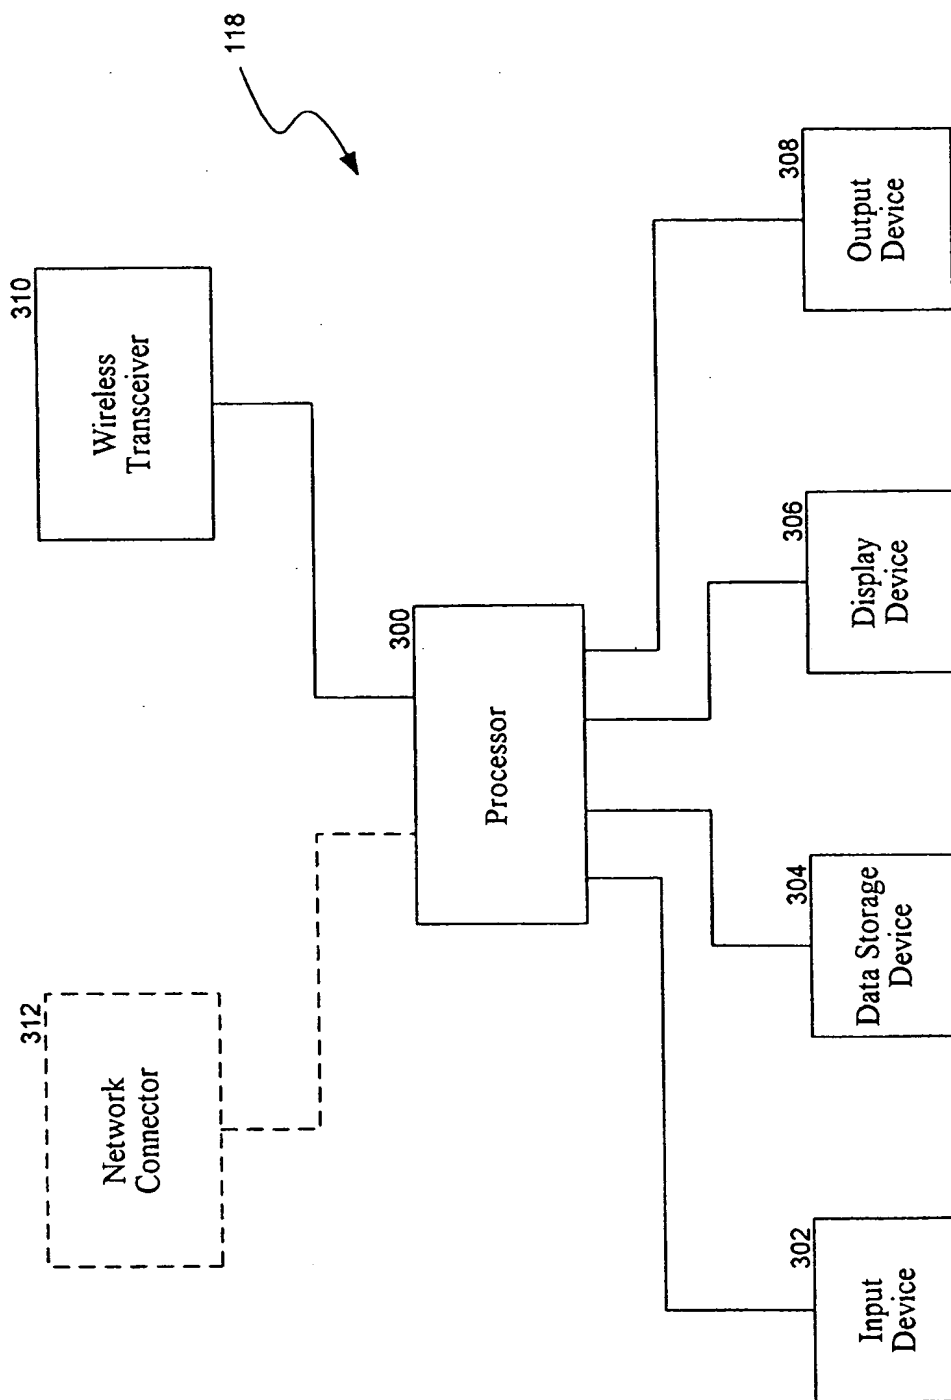 118
312
Network
Connector
310
Wireless
Transceiver
300
Processor
302
Input
Device
304
Data Storage
Device
306
Display
Device
308
Output
Device